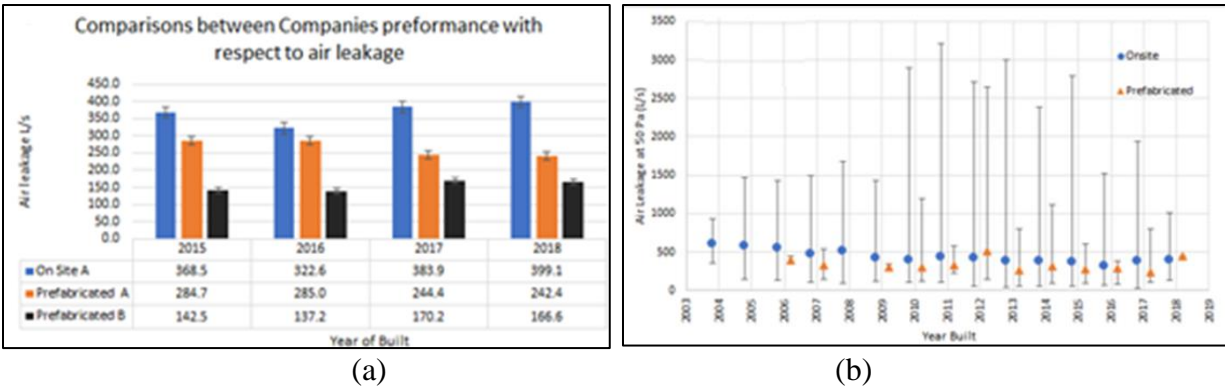 Comparisons between Companies preformance with
respect to air leakage
Air leakage L/s
450.0
400.0
350.0
300.0
250.0
200.0
150.0
100.0
50.0
0.0
2015 2016 2017 2018
On Site A 368.5 322.6 383.9 399.1
Prefabricated A 284.7 285.0 244.4 242.4
Prefabricated B 142.5 137.2 170.2 166.6
Year of Built
(a)
Air Leakage at 50 Pa (L/s)
3500
3000
2500
2000
1500
1000
500
0
Onsite
Prefabricated
2003 2004 2005 2006 2007 2008 2009 2010 2011 2012 2013 2014 2015 2016 2017 2018 2019
Year Built
(b)